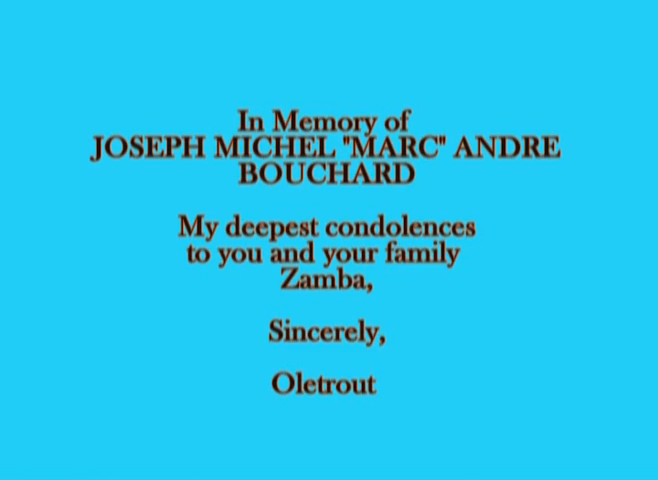 In Memory of
JOSEPH MICHEL "MARC" ANDRE
BOUCHARD
My deepest condolences
to you and your family
Zamba,
Sincerely,
Oletrout